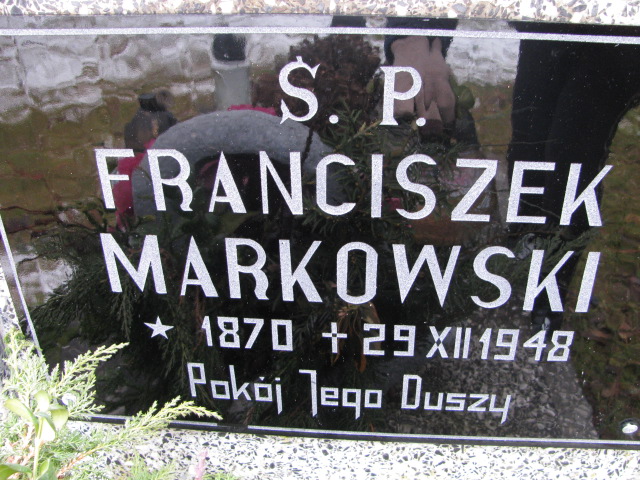 Ś. P.
FRANCISZEK
MARKOWSKI
* 1870 + 29 XII 1948
Pokój Jego Duszy